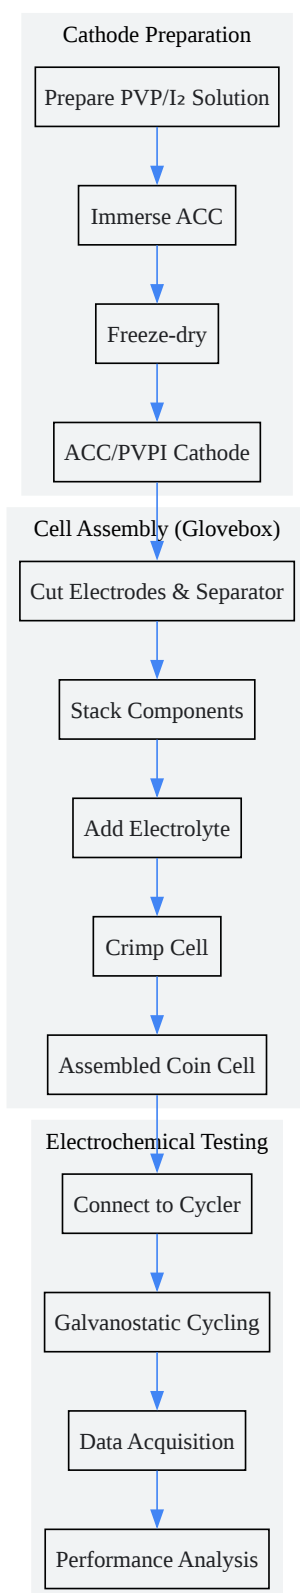 Cathode Preparation
Prepare PVP/I₂ Solution
Immerse ACC
Freeze-dry
ACC/PVPI Cathode
Cell Assembly (Glovebox)
Cut Electrodes & Separator
Stack Components
Add Electrolyte
Crimp Cell
Assembled Coin Cell
Electrochemical Testing
Connect to Cycler
Galvanostatic Cycling
Data Acquisition
Performance Analysis